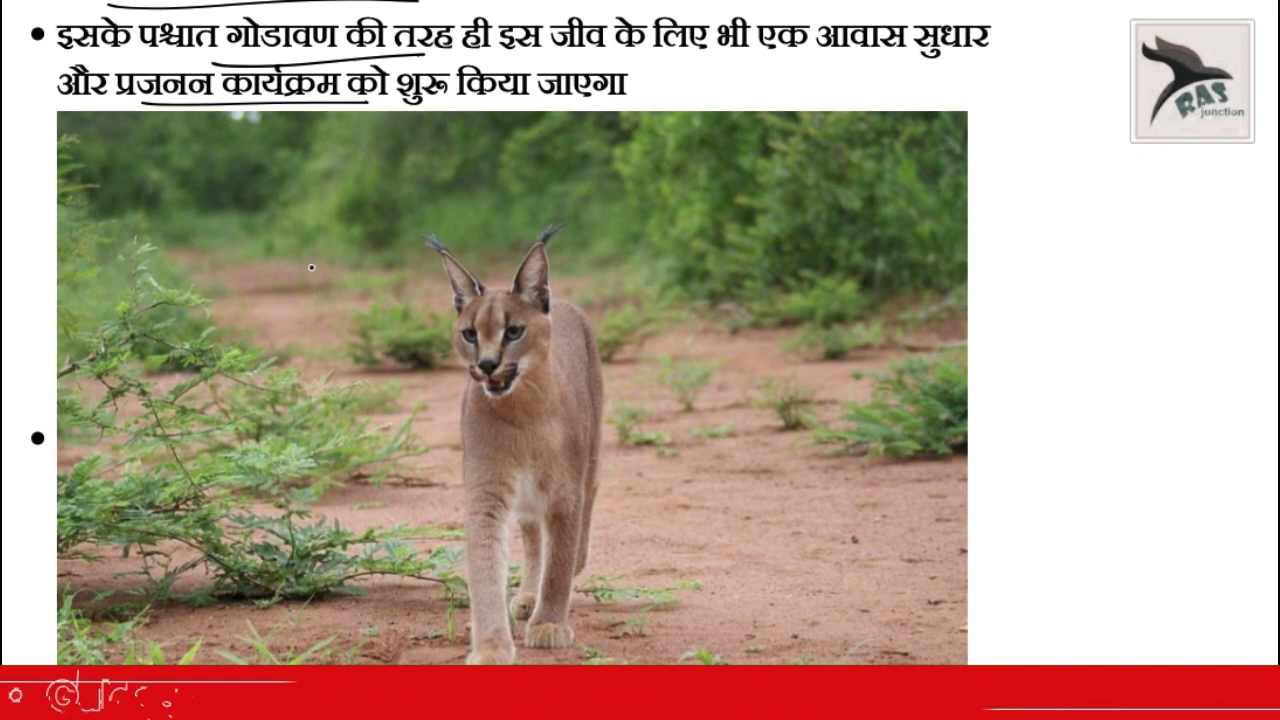 इसके पश्चात गोडावण की तरह ही इस जीव के लिए भी एक आवास सुधार
और प्रजनन कार्यक्रम को शुरू किया जाएगा
RAS
junction